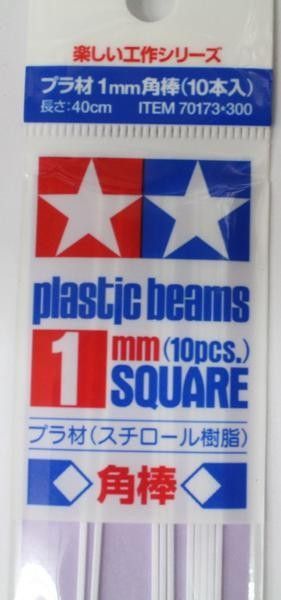 楽しい工作シリーズ
プラ材1mm角棒(10本入)
長さ:40cm ITEM 70173*300
plastic beams
1 mm(10pcs.)
SQUARE
プラ材(スチロール樹脂)
角棒